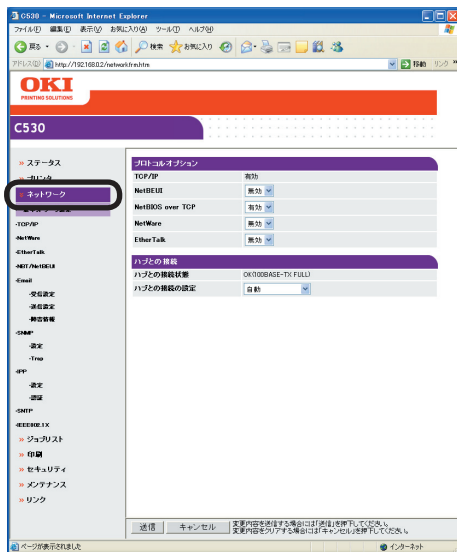 C530 - Microsoft Internet Explorer
ファイル(F) 編集(E) 表示(V) お気に入り(A) ツール(T) ヘルプ(H)
戻る 検索 お気に入り
アドレス(D) http://192.168.0.2/networkfrm.htm 移動 リンク »
OKI
PRINTING SOLUTIONS
C530
» ステータス
» プリンタ
» ネットワーク
-TCP/IP
-NetWare
-EtherTalk
-NBT/NetBEUI
-Email
-受信設定
-送信設定
-障害情報
-SNMP
-設定
-Trap
-IPP
-設定
-認証
-SNTP
-IEEE802.1X
» ジョブリスト
» 印刷
» セキュリティ
» メンテナンス
» リンク
プロトコルオプション
TCP/IP 有効
NetBEUI 無効
NetBIOS over TCP 有効
NetWare 無効
EtherTalk 無効
ハブとの接続
ハブとの接続状態 OK(100BASE-TX FULL)
ハブとの接続の設定 自動
送信 キャンセル 変更内容を送信する場合には「送信」を押下してください。
変更内容をクリアする場合には「キャンセル」を押下してください。
ページが表示されました インターネット